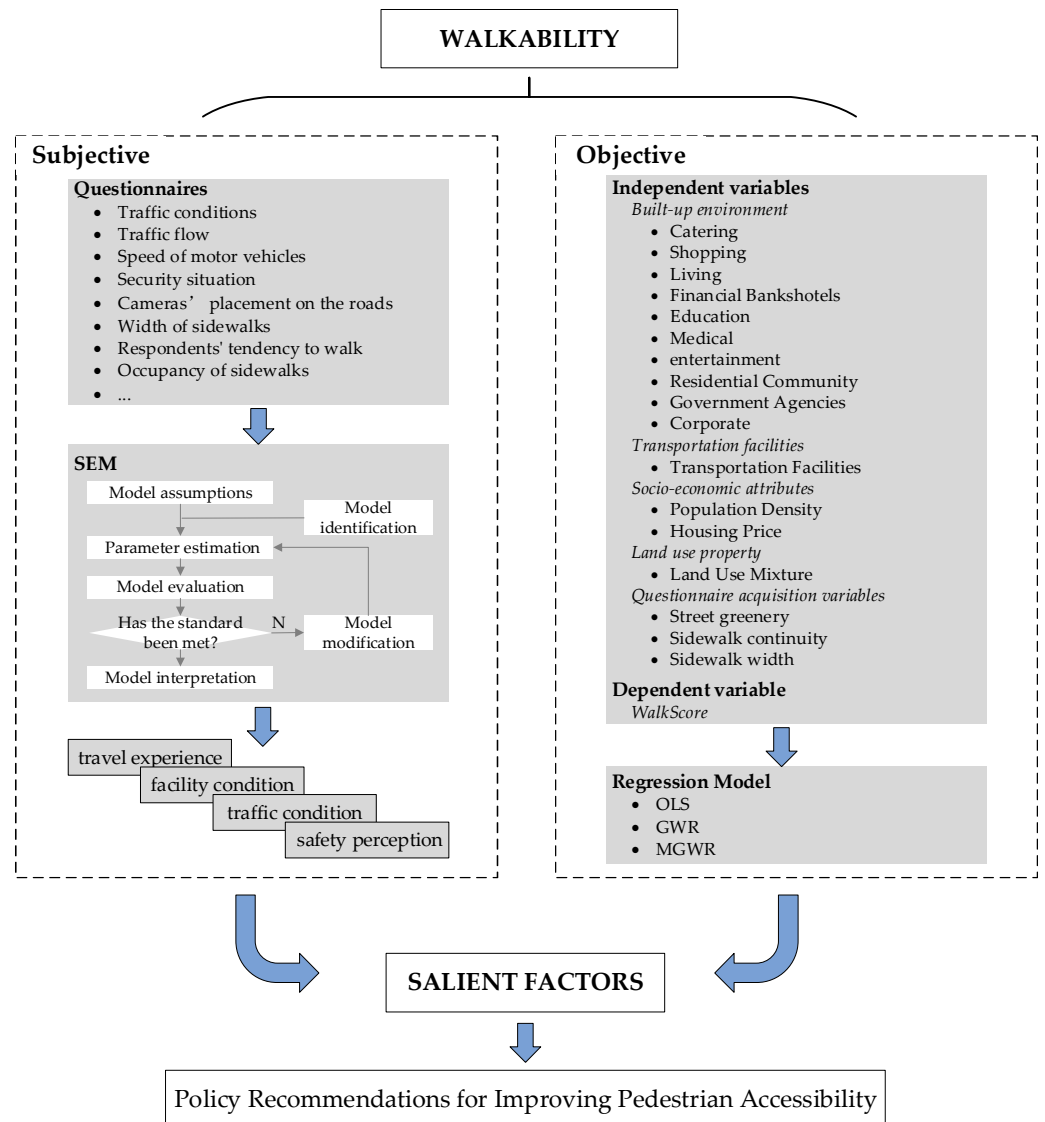 WALKABILITY
Subjective
Questionnaires
• Traffic conditions
• Traffic flow
• Speed of motor vehicles
• Security situation
• Cameras’ placement on the roads
• Width of sidewalks
• Respondents' tendency to walk
• Occupancy of sidewalks
• ...
SEM
Model assumptions
Model
identification
Parameter estimation
Model evaluation
Has the standard
been met?
N
Model
modification
Model interpretation
travel experience
facility condition
traffic condition
safety perception
Objective
Independent variables
Built-up environment
• Catering
• Shopping
• Living
• Financial Bankshotels
• Education
• Medical
• entertainment
• Residential Community
• Government Agencies
• Corporate
Transportation facilities
• Transportation Facilities
Socio-economic attributes
• Population Density
• Housing Price
Land use property
• Land Use Mixture
Questionnaire acquisition variables
• Street greenery
• Sidewalk continuity
• Sidewalk width
Dependent variable
WalkScore
Regression Model
• OLS
• GWR
• MGWR
SALIENT FACTORS
Policy Recommendations for Improving Pedestrian Accessibility